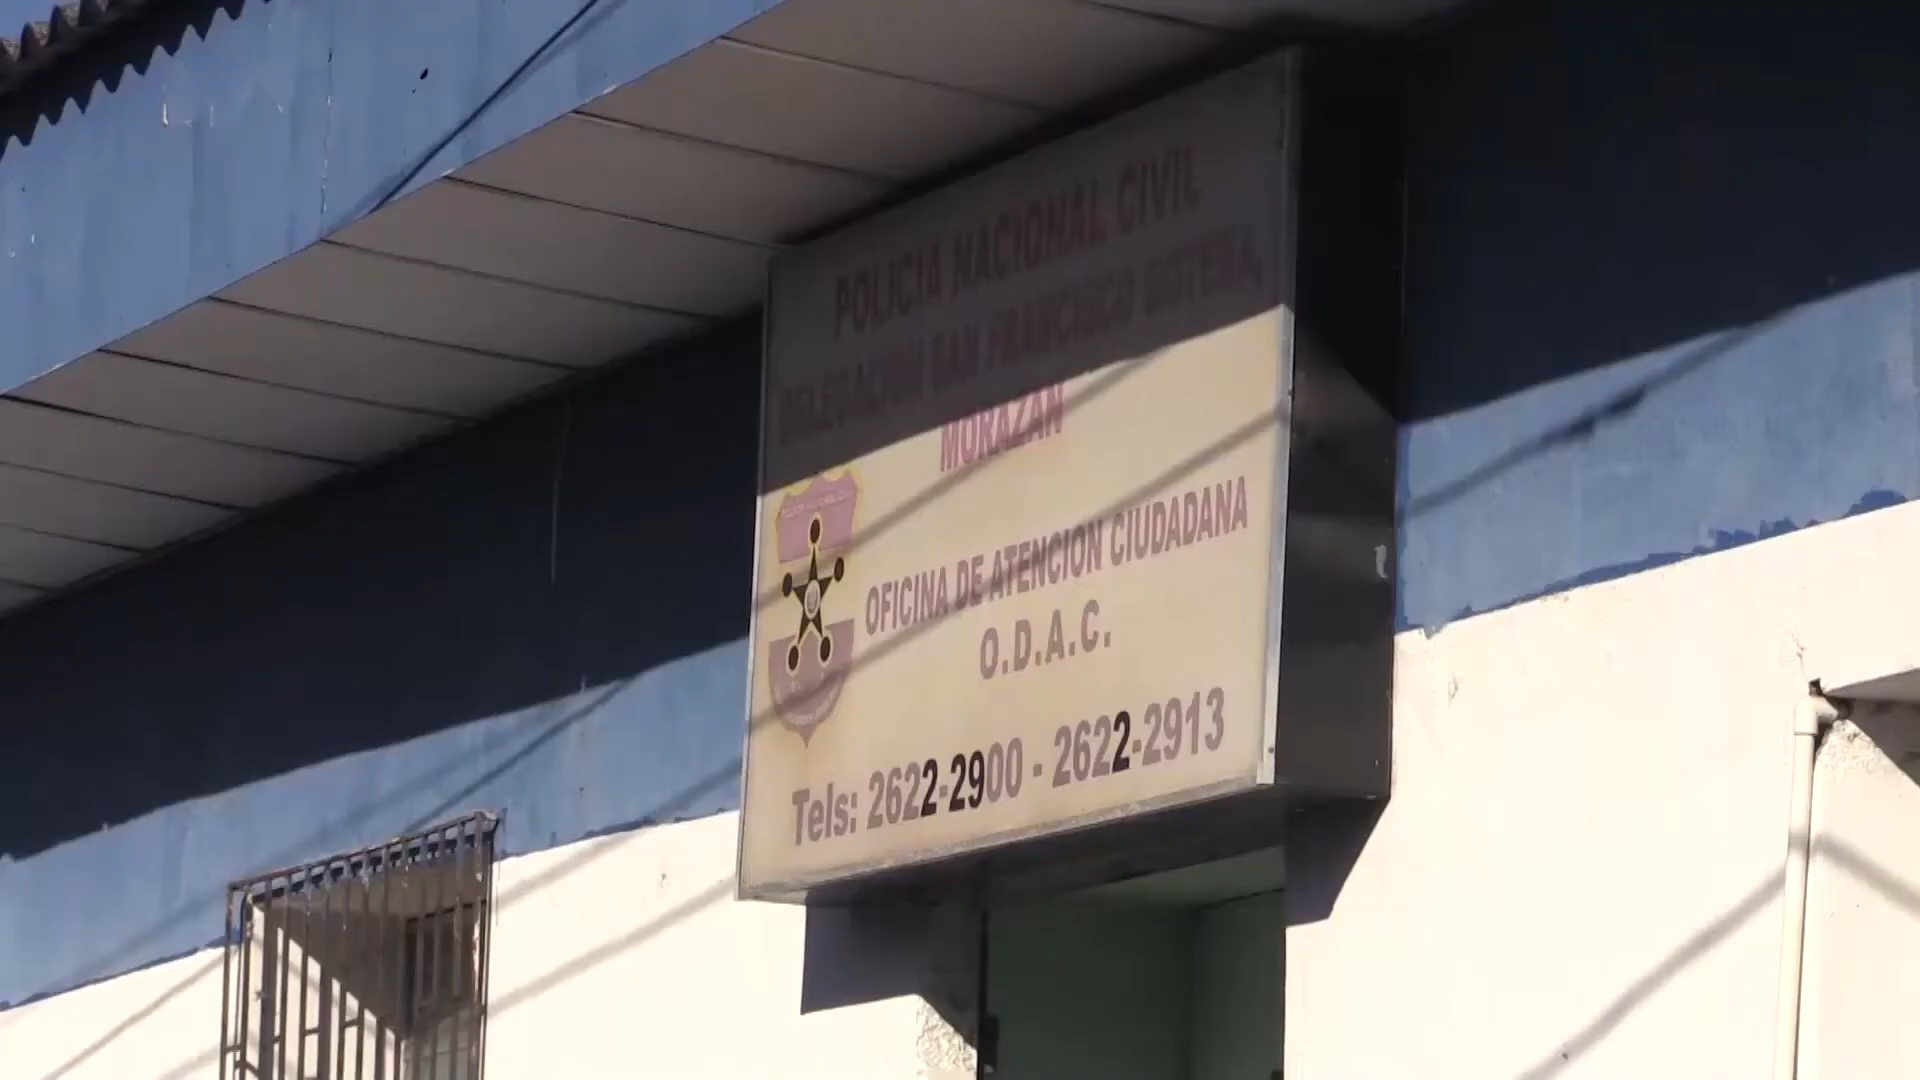 POLICIA NACIONAL CIVIL
DELEGACION SAN FRANCISCO GOTERA,
MORAZAN
OFICINA DE ATENCION CIUDADANA
O.D.A.C.
Tels: 2622-2900 - 2622-2913